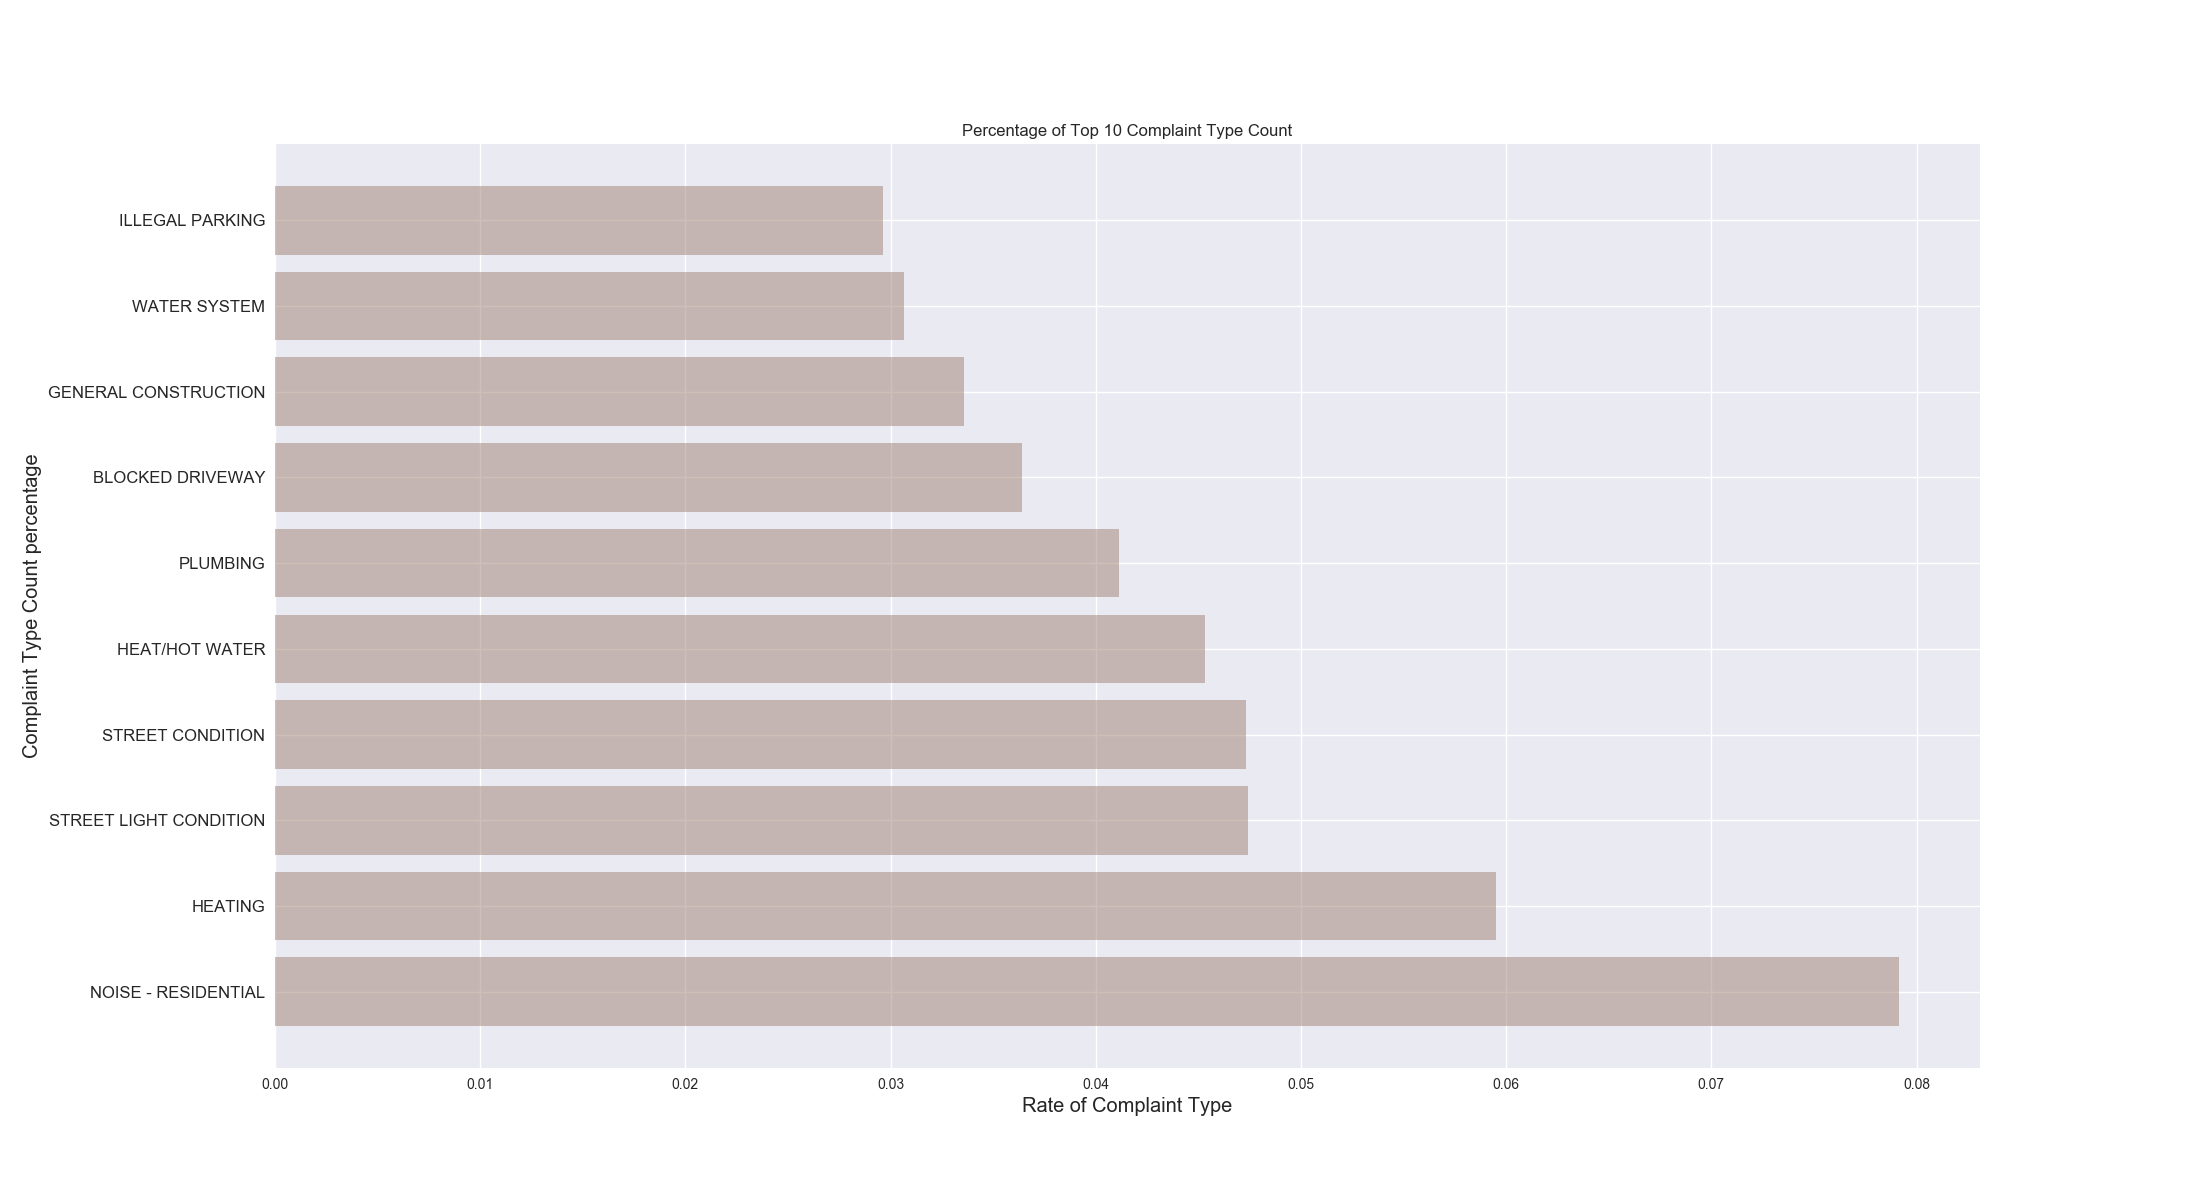 Percentage of Top 10 Complaint Type Count
Complaint Type Count percentage
ILLEGAL PARKING
WATER SYSTEM
GENERAL CONSTRUCTION
BLOCKED DRIVEWAY
PLUMBING
HEAT/HOT WATER
STREET CONDITION
STREET LIGHT CONDITION
HEATING
NOISE - RESIDENTIAL
0.00 0.01 0.02 0.03 0.04 0.05 0.06 0.07 0.08
Rate of Complaint Type